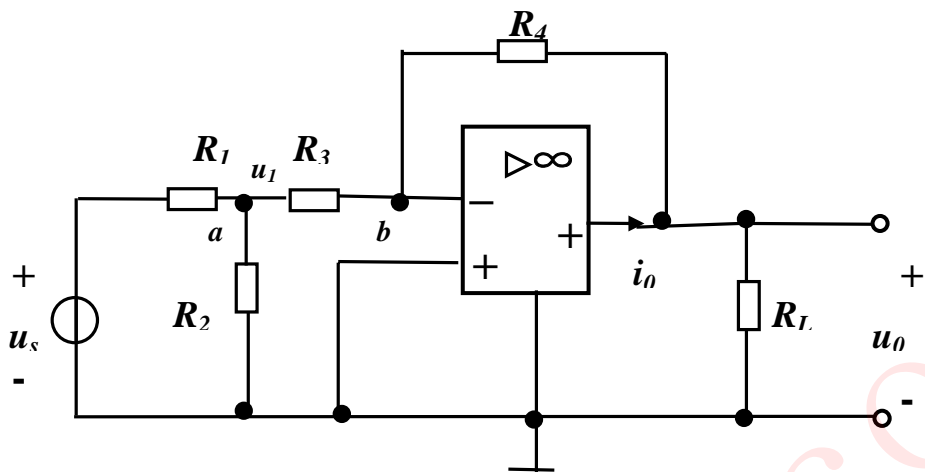 R4
R1
u1
R3
∞
−
a
b
+
+
+
+
i0
R2
RL
us
u0
-
-